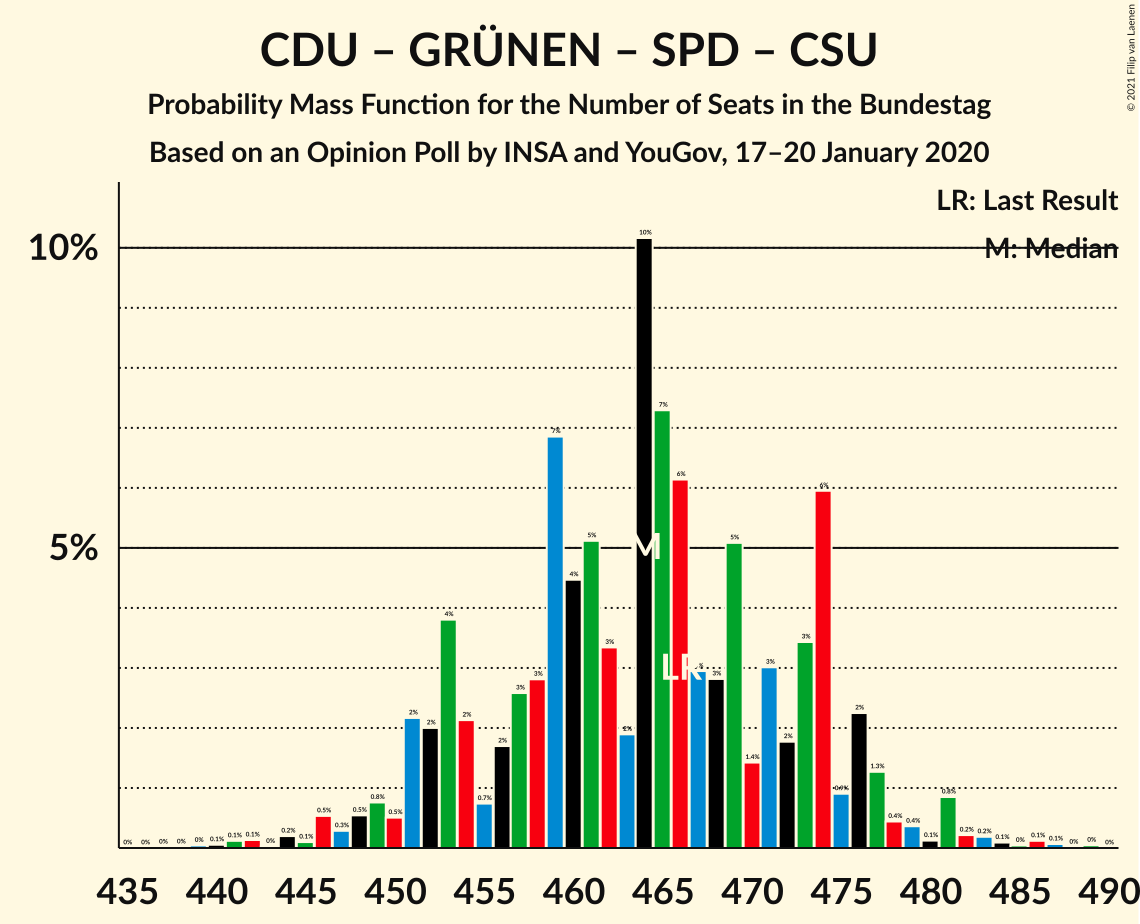 CDU – GRÜNEN – SPD – CSU
Probability Mass Function for the Number of Seats in the Bundestag
Based on an Opinion Poll by INSA and YouGov, 17–20 January 2020
© 2021 Filip van Laenen
LR: Last Result
M: Median
10%
5%
0% 0% 0% 0% 0% 0.1% 0.1% 0.1% 0% 0.2% 0.1% 0.5% 0.3% 0.5% 0.8% 0.5% 2% 2% 4% 2% 0.7% 2% 3% 3% 7% 4% 5% 3% 2% 10% 7% 6% 3% 5% 1.4% 3% 2% 3% 6% 0.9% 2% 1.3% 0.4% 0.4% 0.1% 0.8% 0.2% 0.2% 0.1% 0% 0.1% 0.1% 0% 0% 0%
M
LR
435 440 445 450 455 460 465 470 475 480 485 490